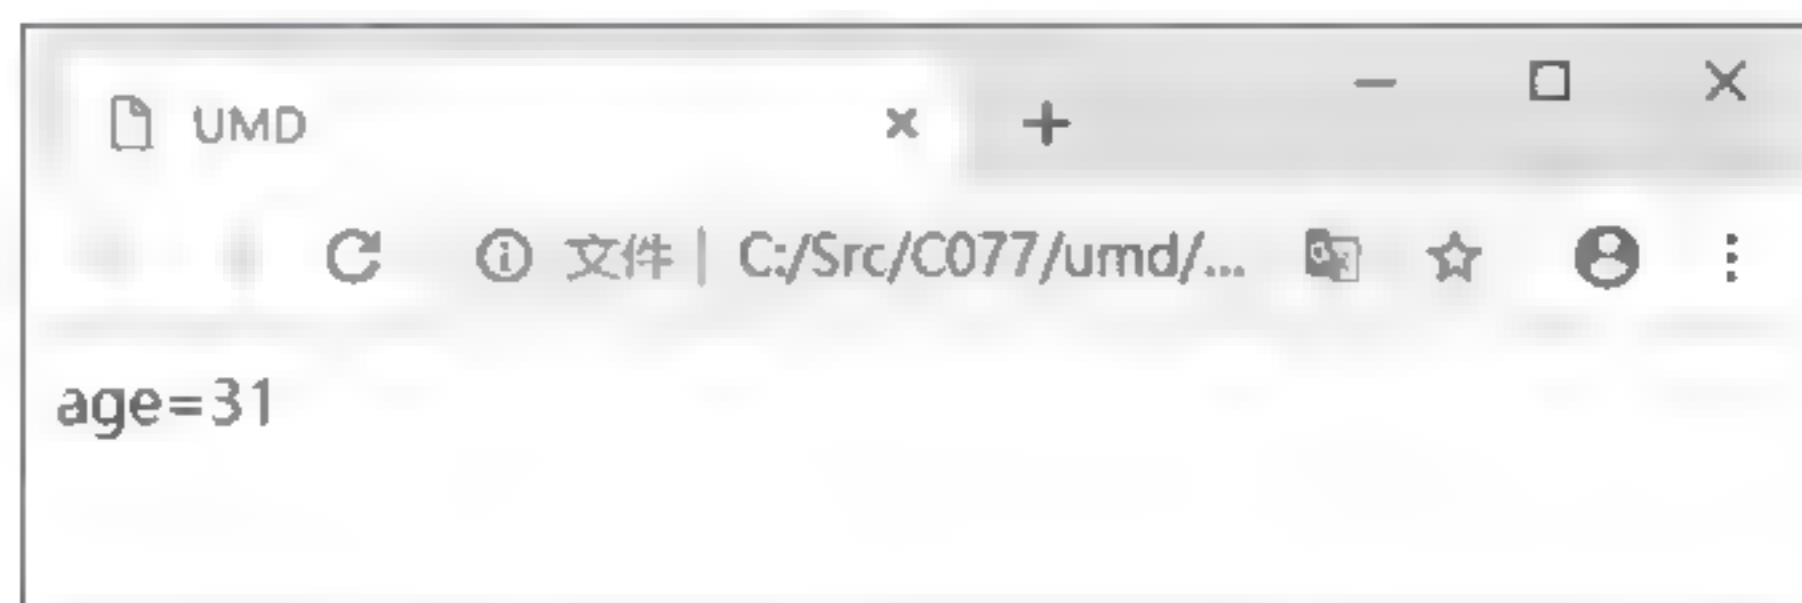 UMD
文件 | C:/Src/C077/umd/...
age=31